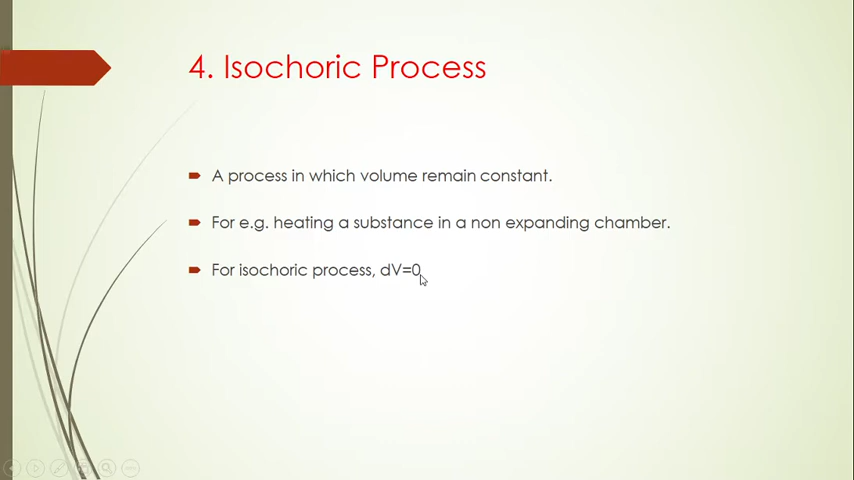 4. Isochoric Process
A process in which volume remain constant.
For e.g. heating a substance in a non expanding chamber.
For isochoric process, dV=0